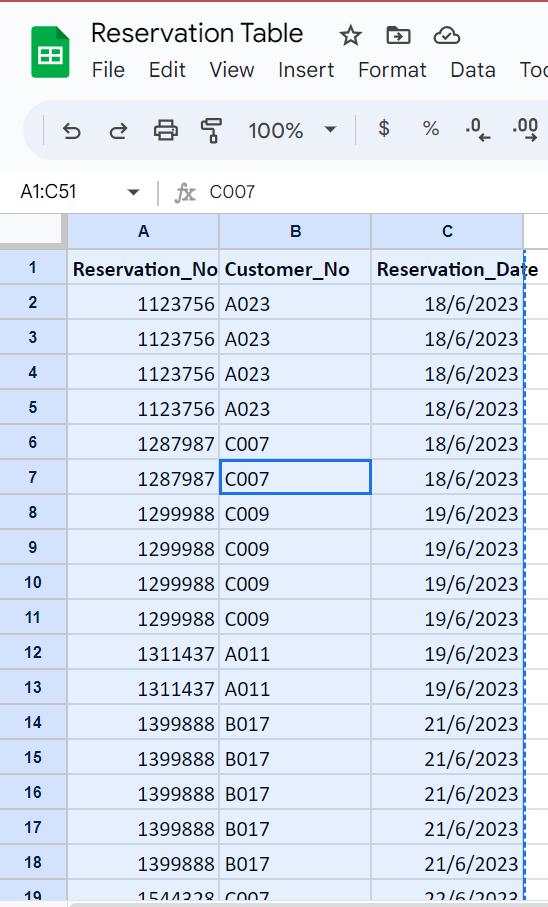 Reservation Table
File Edit View Insert Format Data Too
100% $ % .0 .00
A1:C51 fx C007
A B C
1 Reservation_No Customer_No Reservation_Date
2 1123756 A023 18/6/2023
3 1123756 A023 18/6/2023
4 1123756 A023 18/6/2023
5 1123756 A023 18/6/2023
6 1287987 C007 18/6/2023
7 1287987 C007 18/6/2023
8 1299988 C009 19/6/2023
9 1299988 C009 19/6/2023
10 1299988 C009 19/6/2023
11 1299988 C009 19/6/2023
12 1311437 A011 19/6/2023
13 1311437 A011 19/6/2023
14 1399888 B017 21/6/2023
15 1399888 B017 21/6/2023
16 1399888 B017 21/6/2023
17 1399888 B017 21/6/2023
18 1399888 B017 21/6/2023
19 1544328 C007 22/6/2023